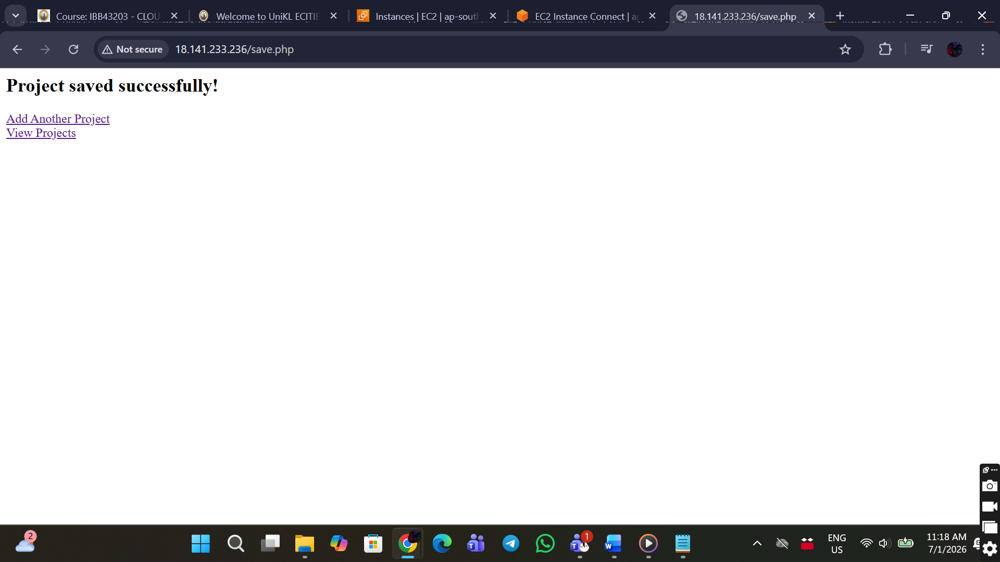 Course: IBB43203 - CLOU
Welcome to UniKL ECITIE
Instances | EC2 | ap-sout
EC2 Instance Connect | a
18.141.233.236/save.php
Not secure
18.141.233.236/save.php
Project saved successfully!
Add Another Project
View Projects
2
1
ENG
US
11:18 AM
7/1/2026